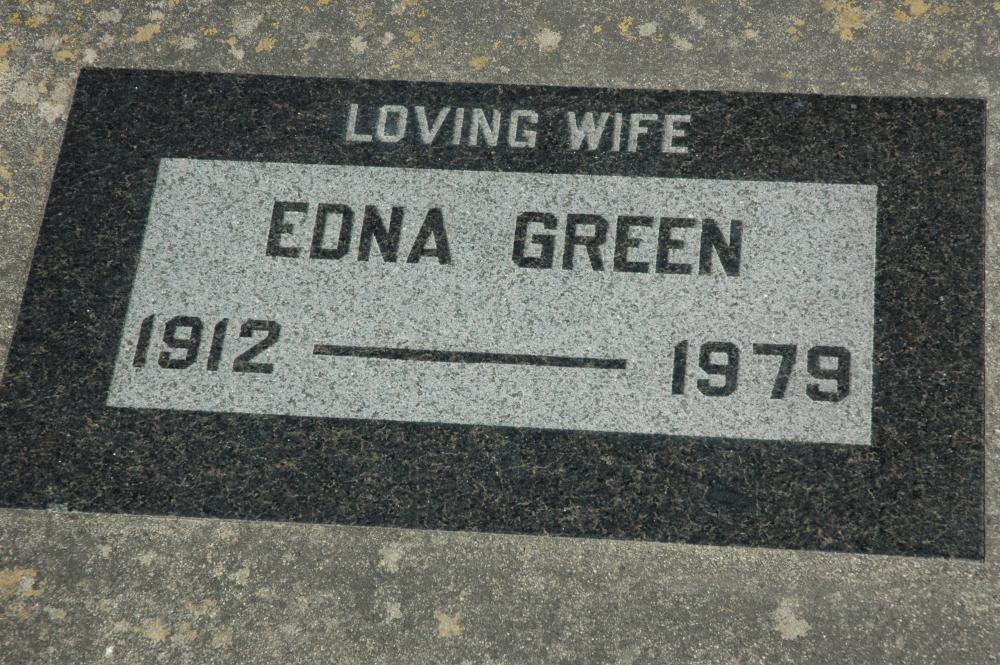 LOVING WIFE
EDNA GREEN
1912 — 1979